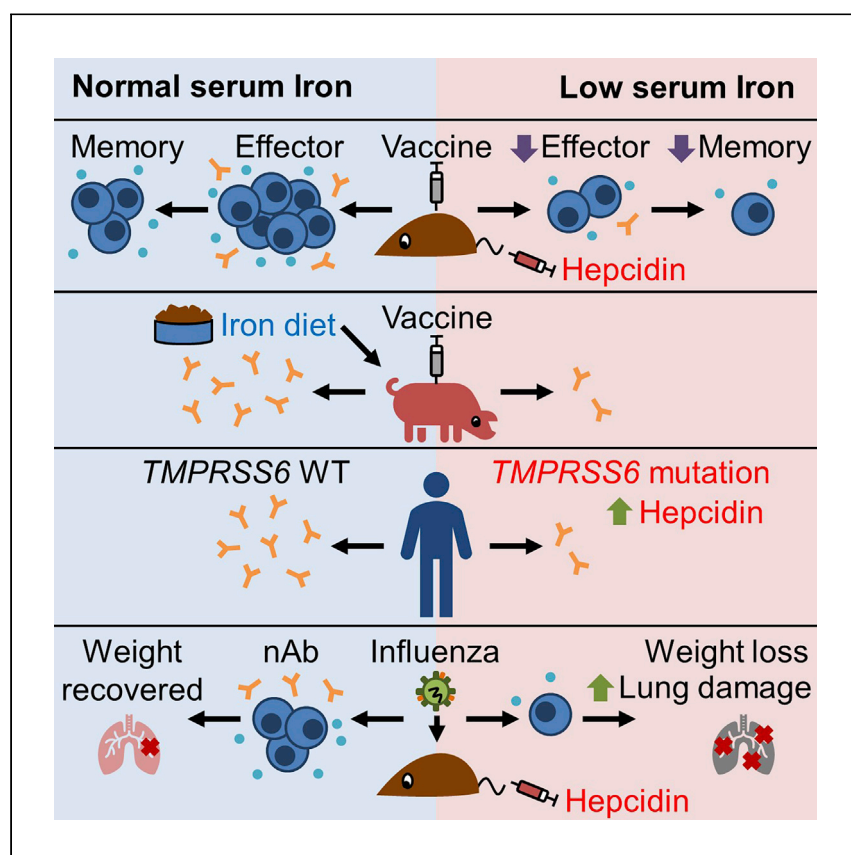 Normal serum Iron
Low serum Iron
Memory
Effector
Vaccine
Effector
Memory
Hepcidin
Iron diet
Vaccine
TMPRSS6 WT
TMPRSS6 mutation
Hepcidin
Weight
recovered
nAb
Influenza
Weight loss
Lung damage
Hepcidin